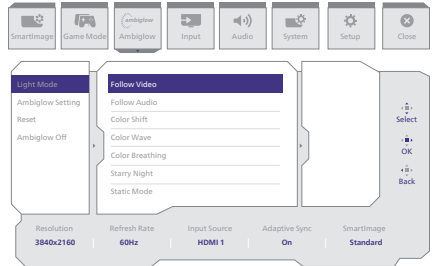 SmartImage
Game Mode
ambiglow
Ambiglow
Input
Audio
System
Setup
Close
Light Mode
Ambiglow Setting
Reset
Ambiglow Off
Follow Video
Follow Audio
Color Shift
Color Wave
Color Breathing
Starry Night
Static Mode
Select
OK
Back
Resolution
Refresh Rate
Input Source
Adaptive Sync
SmartImage
3840x2160
60Hz
HDMI 1
On
Standard